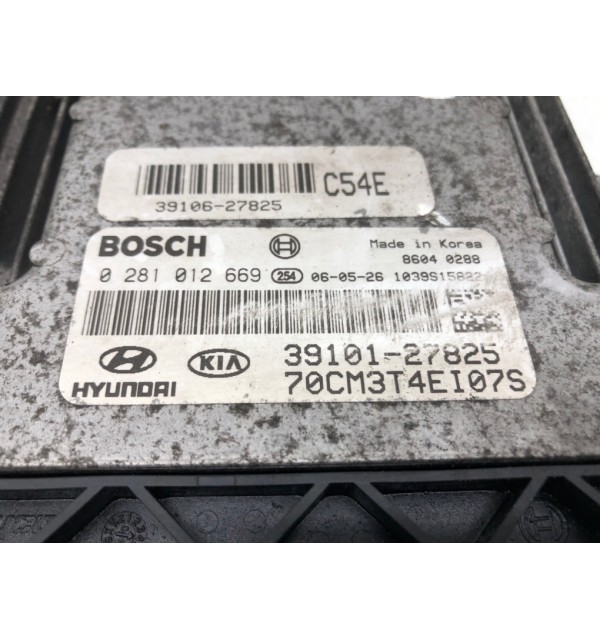 C54E
39106-27825
BOSCH
Made in Korea
8604 0288
0 281 012 669 254 06-05-26 1039S15822
39101-27825
HYUNDAI KIA
70CM3T4EI07S